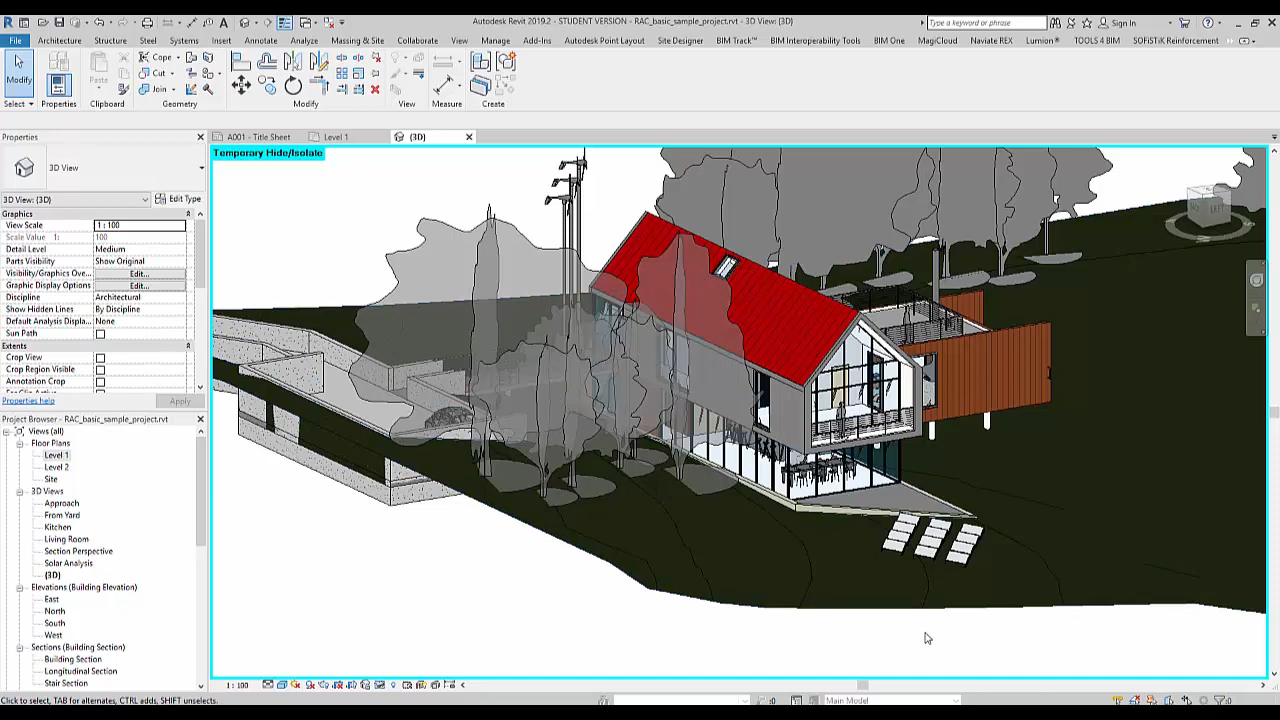 Autodesk Revit 2019.2 - STUDENT VERSION - RAC_basic_sample_project.rvt - 3D View: {3D}
Type a keyword or phrase
Sign In
File Architecture Structure Steel Systems Insert Annotate Analyze Massing & Site Collaborate View Manage Add-Ins Autodesk Point Layout Site Designer BIM Track™ BIM Interoperability Tools BIM One MagiCloud Naviate REX Lumion® TOOLS 4 BIM SOFiSTiK Reinforcement
Modify
Properties
Paste
Cope
Cut
Join
Select Properties Clipboard Geometry Modify View Measure Create
Properties
A001 - Title Sheet
Level 1
{3D}
Temporary Hide/Isolate
3D View
3D View: {3D}
Edit Type
Graphics
View Scale 1 : 100
Scale Value 1: 100
Detail Level Medium
Parts Visibility Show Original
Visibility/Graphics Ove... Edit...
Graphic Display Options Edit...
Discipline Architectural
Show Hidden Lines By Discipline
Default Analysis Displa... None
Sun Path
Extents
Crop View
Crop Region Visible
Annotation Crop
Properties help
Apply
Project Browser - RAC_basic_sample_project.rvt
Views (all)
Floor Plans
Level 1
Level 2
Site
3D Views
Approach
From Yard
Kitchen
Living Room
Section Perspective
Solar Analysis
{3D}
Elevations (Building Elevation)
East
North
South
West
Sections (Building Section)
Building Section
Longitudinal Section
Stair Section
LEFT
1 : 100
Click to select, TAB for alternates, CTRL adds, SHIFT unselects.
:0
Main Model
:0